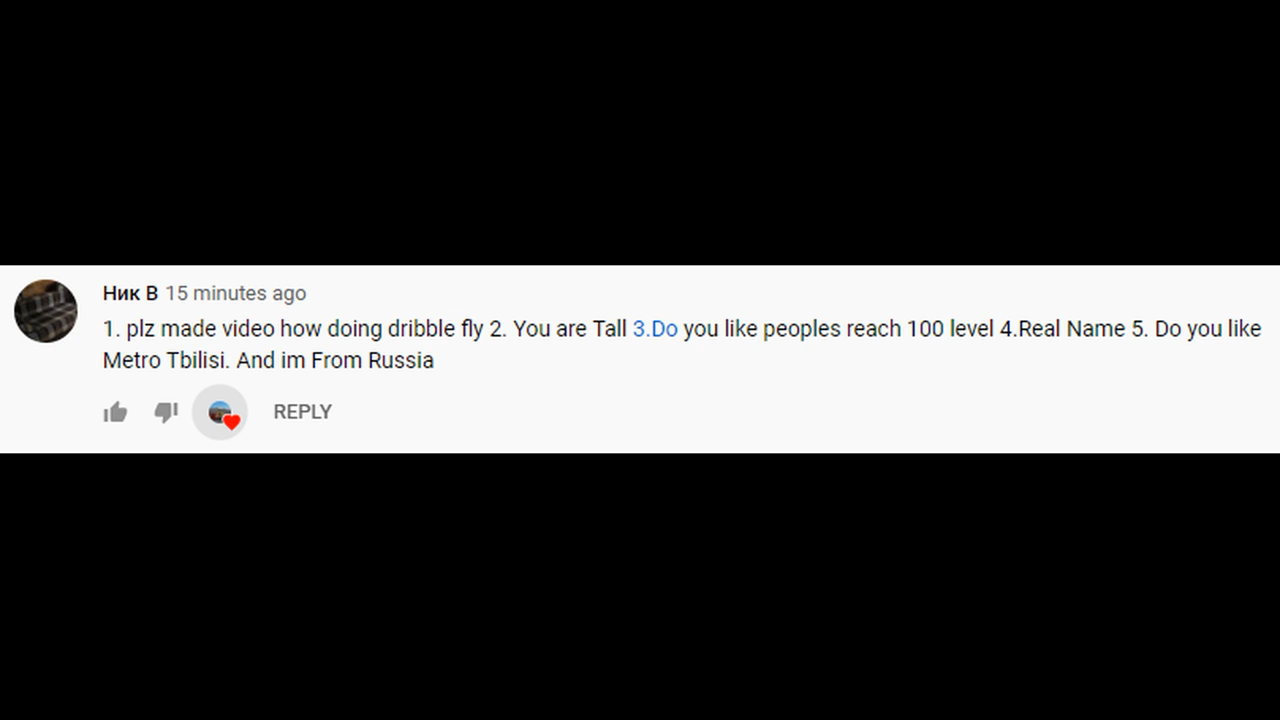 Ник В 15 minutes ago
1. plz made video how doing dribble fly 2. You are Tall 3.Do you like peoples reach 100 level 4.Real Name 5. Do you like
Metro Tbilisi. And im From Russia
REPLY